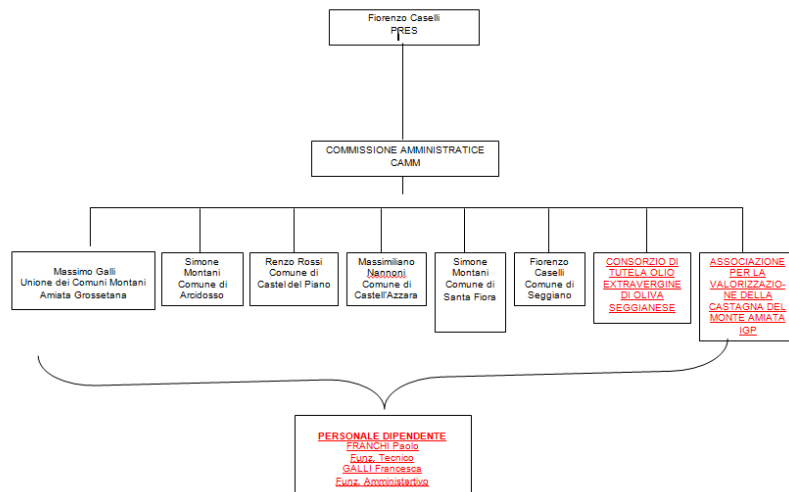 Fiorenzo Caselli
PRES
COMMISSIONE AMMINISTRATICE
CAMM
Massimo Galli
Unione dei Comuni Montani
Amiata Grossetana
Simone
Montani
Comune di
Arcidosso
Renzo Rossi
Comune di
Castel del Piano
Massimiliano
Nannoni
Comune di
Castell'Azzara
Simone
Montani
Comune di
Santa Fiora
Fiorenzo
Caselli
Comune di
Seggiano
CONSORZIO DI
TUTELA OLIO
EXTRAVERGINE
DI OLIVA
SEGGIANESE
ASSOCIAZIONE
PER LA
VALORIZZAZIO-
NE DELLA
CASTAGNA DEL
MONTE AMIATA
IGP
PERSONALE DIPENDENTE
FRANCHI Paolo
Funz. Tecnico
GALLI Francesca
Funz. Amministartivo